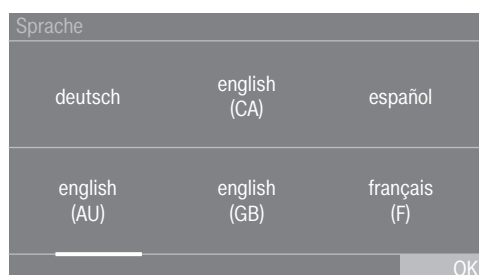 Sprache
deutsch
english
(CA)
español
english
(AU)
english
(GB)
français
(F)
OK